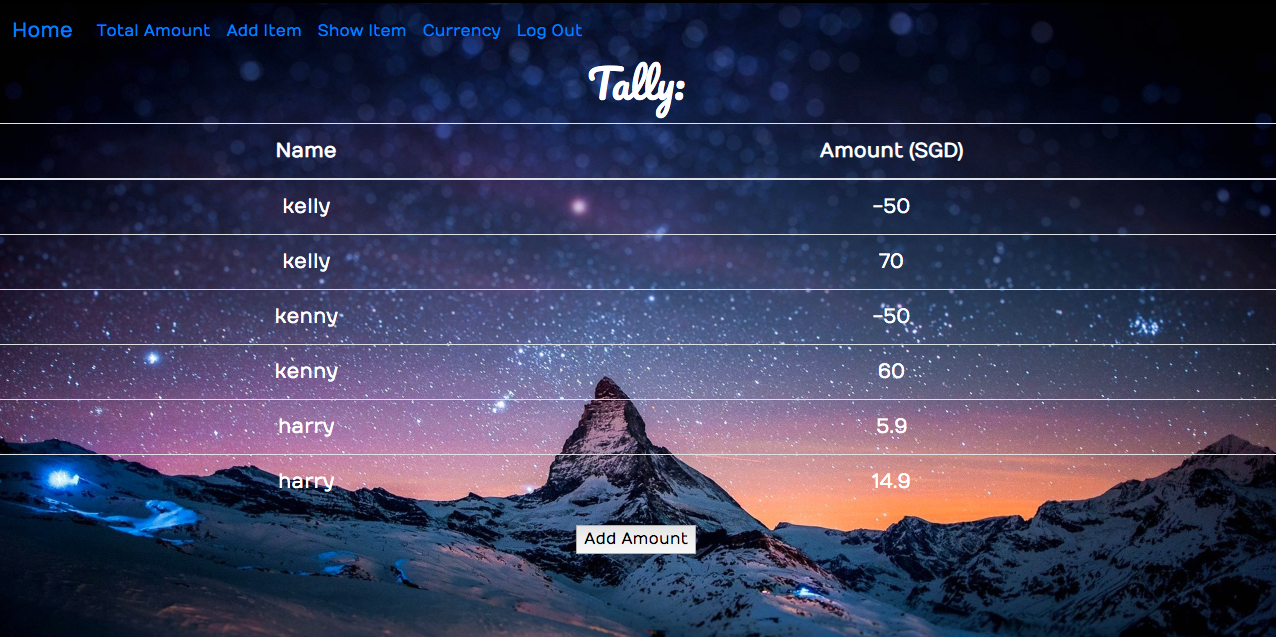 Home Total Amount Add Item Show Item Currency Log Out
Tally:
Name Amount (SGD)
kelly -50
kelly 70
kenny -50
kenny 60
harry 5.9
harry 14.9
Add Amount